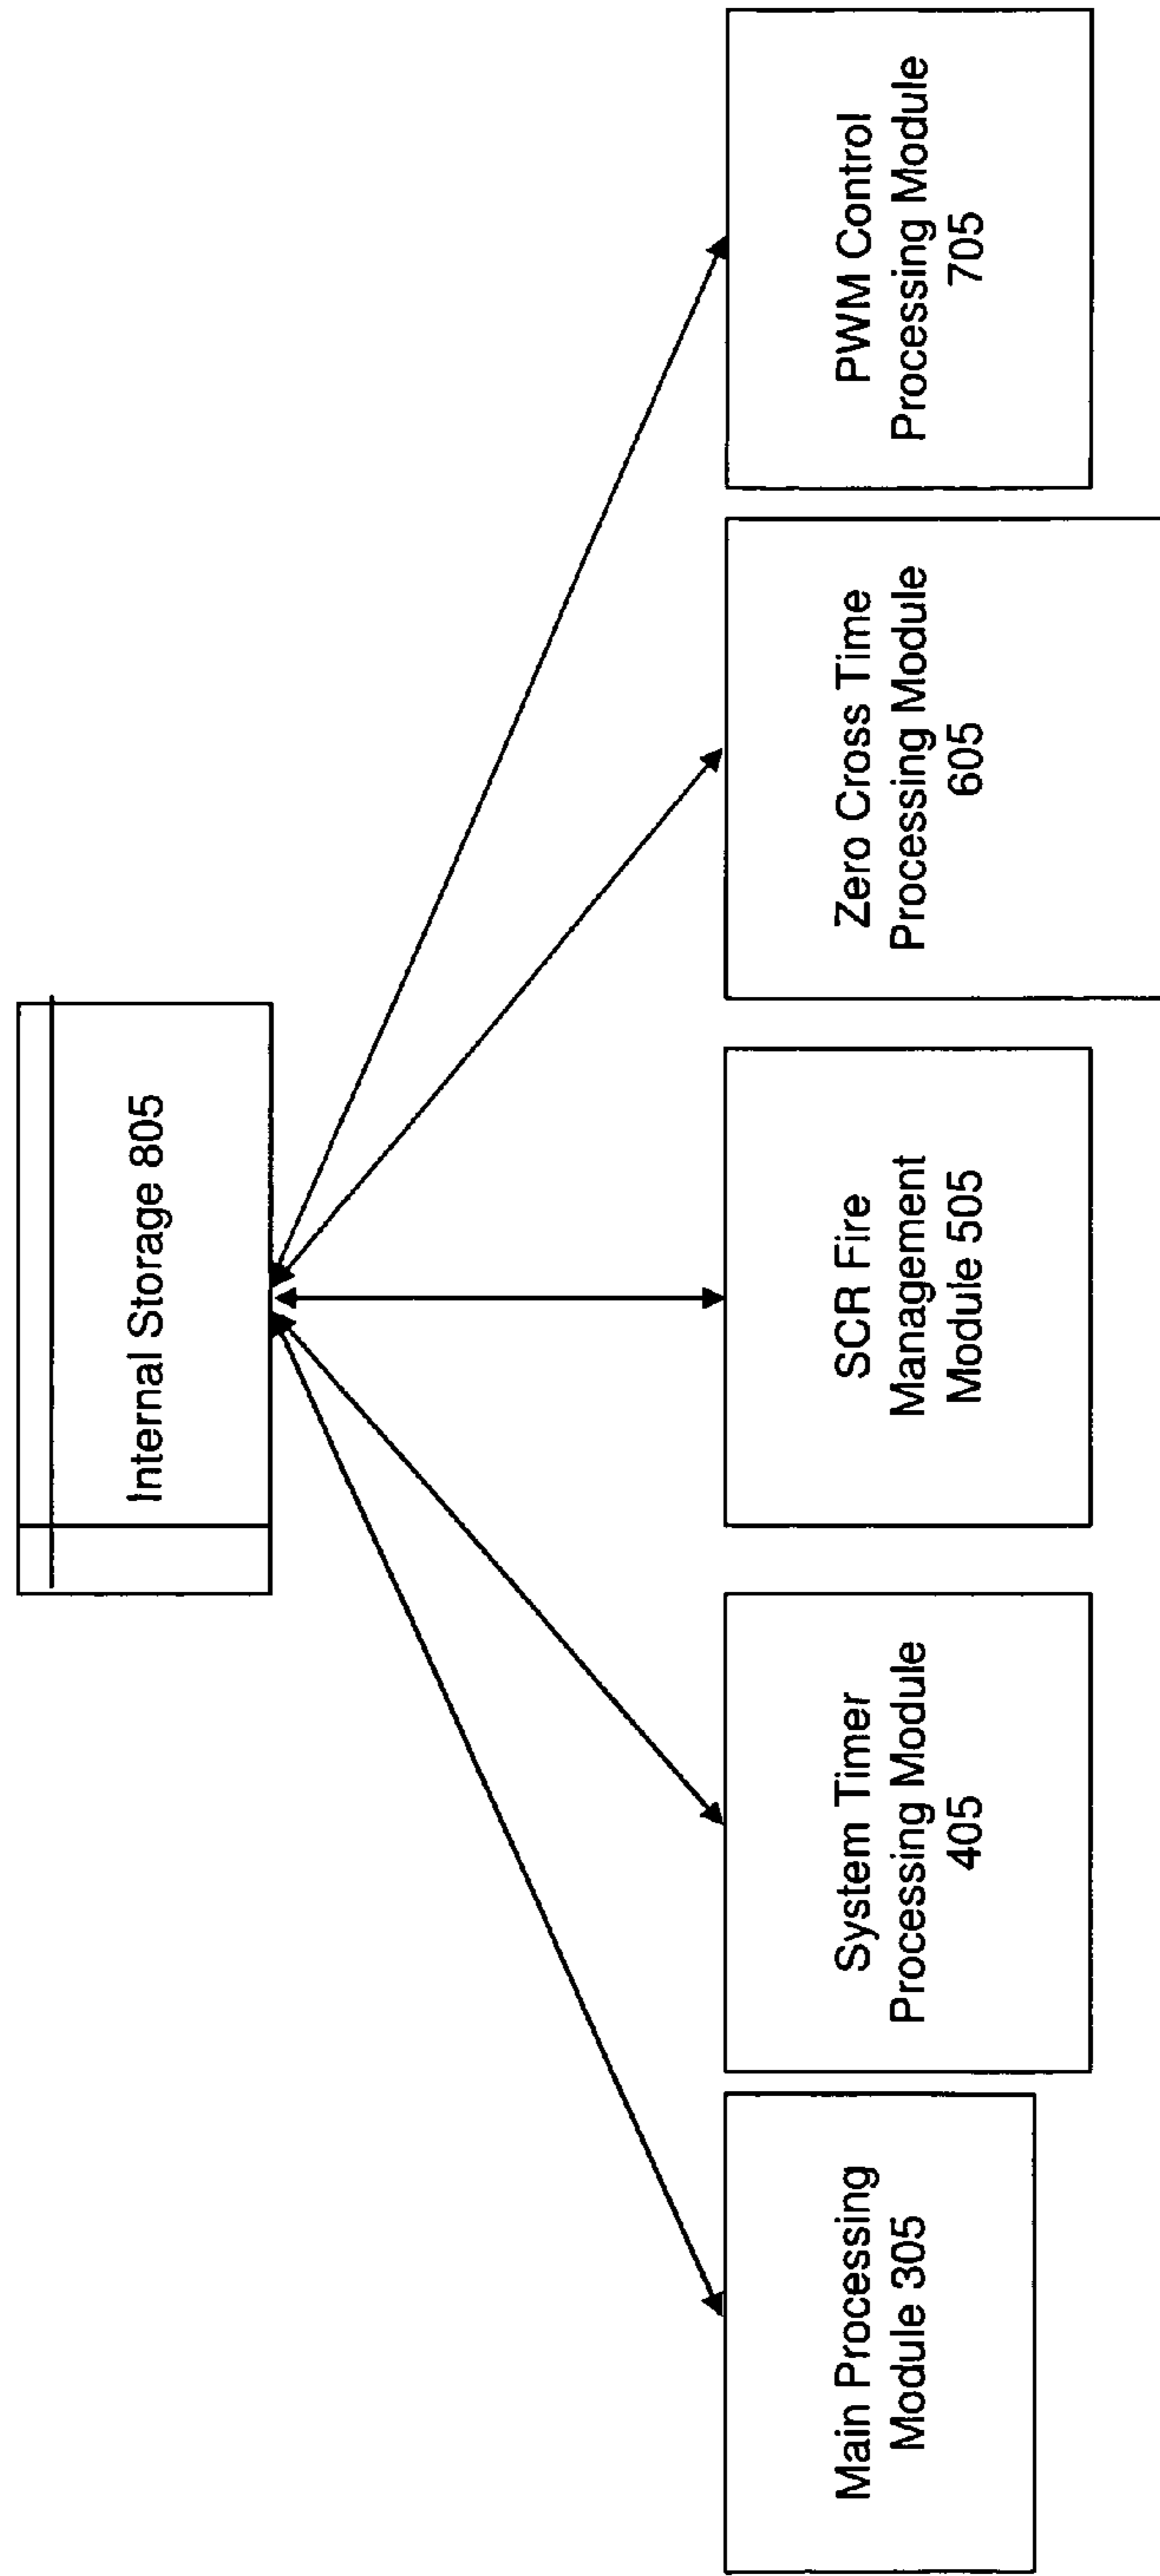 Internal Storage 805
Main Processing
Module 305
System Timer
Processing Module
405
SCR Fire
Management
Module 505
Zero Cross Time
Processing Module
605
PWM Control
Processing Module
705